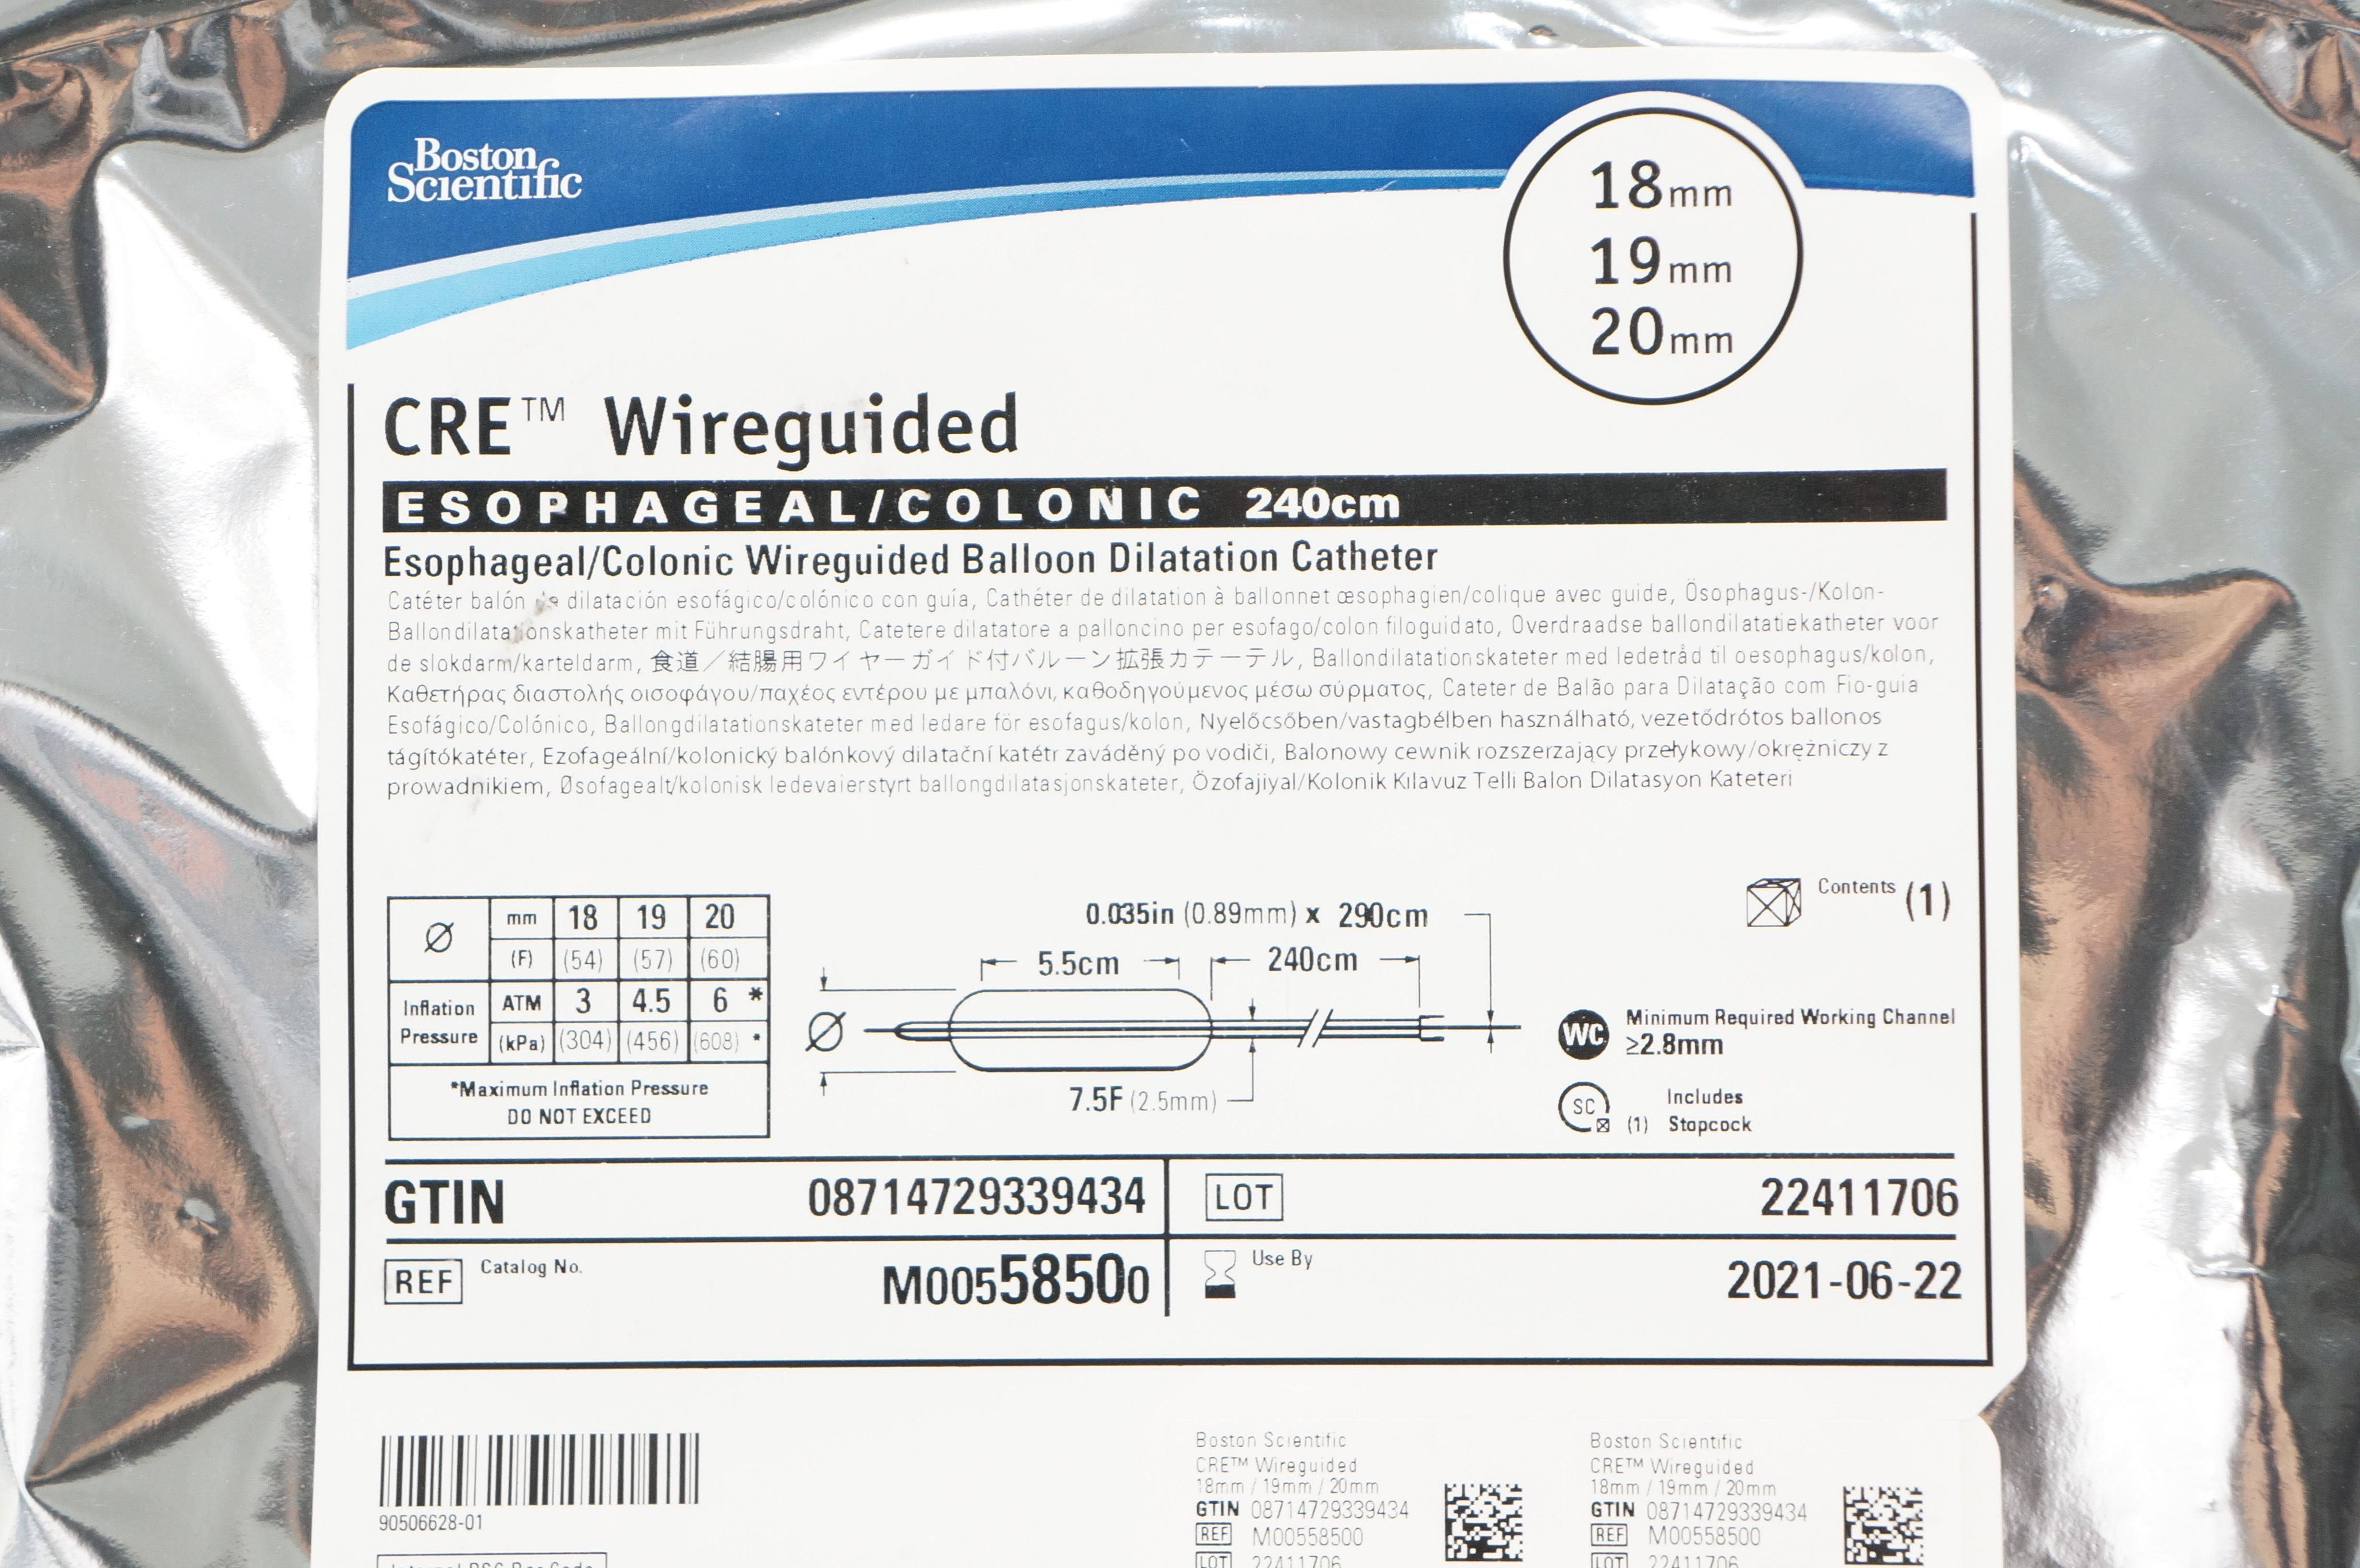 Boston
Scientific
18mm
19mm
20mm
CRE™ Wireguided
ESOPHAGEAL/COLONIC 240cm
Esophageal/Colonic Wireguided Balloon Dilatation Catheter
Catéter balón de dilatación esofágico/colónico con guía, Cathéter de dilatation à ballonnet œsophagien/colique avec guide, Ösophagus-/Kolon-
Ballondilatationskatheter mit Führungsdraht, Catetere dilatatore a palloncino per esofago/colon filoguidato, Overdraadse ballondilatatiekatheter voor
de slokdarm/karteldarm, 食道／結腸用ワイヤーガイド付バルーン拡張カテーテル, Ballondilatationskateter med ledetråd til oesophagus/kolon,
Καθετήρας διαστολής οισοφάγου/παχέος εντέρου με μπαλόνι, καθοδηγούμενος μέσω σύρματος, Cateter de Balão para Dilatação com Fio-guia
Esofágico/Colónico, Ballongdilatationskateter med ledare för esofagus/kolon, Nyelőcsőben/vastagbélben használható, vezetődrótos ballonos
tágítókatéter, Ezofageální/kolonický balónkový dilatační katétr zaváděný po vodiči, Balonowy cewnik rozszerzający przełykowy/okrężniczy z
prowadnikiem, Øsofagealt/kolonisk ledevaierstyrt ballongdilatasjonskateter, Özofajiyal/Kolonik Kılavuz Telli Balon Dilatasyon Kateteri
Ø mm 18 19 20
(F) (54) (57) (60)
Inflation Pressure ATM 3 4.5 6 *
(kPa) (304) (456) (608) *
*Maximum Inflation Pressure
DO NOT EXCEED
0.035in (0.89mm) x 290cm
5.5cm 240cm
Ø
7.5F (2.5mm)
Contents (1)
WC Minimum Required Working Channel
≥2.8mm
SC (1) Includes
Stopcock
GTIN 08714729339434
LOT 22411706
REF Catalog No. M00558500
Use By 2021-06-22
90506628-01
Boston Scientific
CRE™ Wireguided
18mm / 19mm / 20mm
GTIN 08714729339434
REF M00558500
LOT 22411706
Boston Scientific
CRE™ Wireguided
18mm / 19mm / 20mm
GTIN 08714729339434
REF M00558500
LOT 22411706